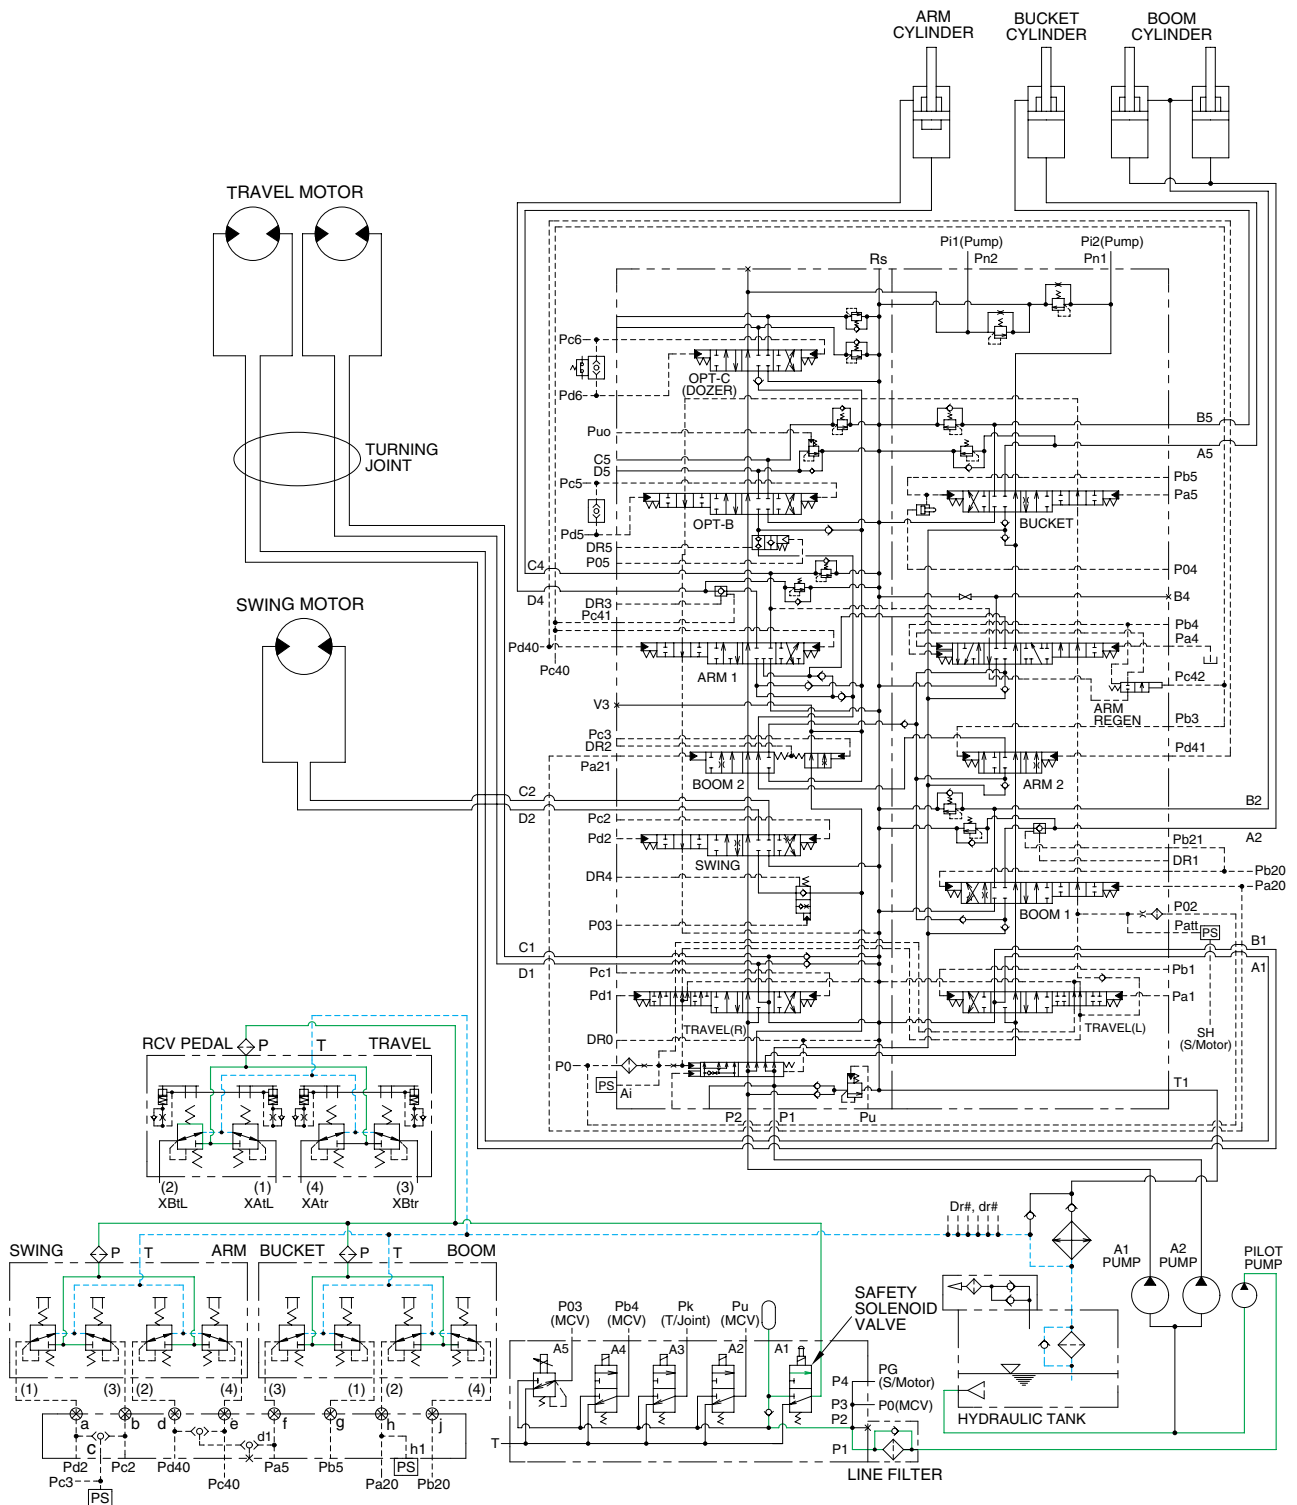 ARM
CYLINDER
BUCKET
CYLINDER
BOOM
CYLINDER
TRAVEL MOTOR
TURNING
JOINT
SWING MOTOR
Pi1(Pump)
Pn2
Pi2(Pump)
Pn1
Rs
Pc6
Pd6
OPT-C
(DOZER)
Puo
C5
D5
Pc5
Pd5
OPT-B
DR5
P05
B5
A5
Pb5
Pa5
BUCKET
P04
C4
D4
DR3
Pc41
Pd40
Pc40
ARM 1
B4
Pb4
Pa4
Pc42
ARM
REGEN
V3
Pc3
DR2
Pa21
BOOM 2
Pb3
Pd41
ARM 2
C2
D2
Pc2
Pd2
SWING
DR4
P03
B2
A2
Pb21
DR1
Pb20
Pa20
BOOM 1
P02
Patt
PS
C1
D1
Pc1
Pd1
TRAVEL(R)
B1
A1
Pb1
Pa1
TRAVEL(L)
SH
(S/Motor)
DR0
P0
PS
Ai
P2
P1
Pu
T1
RCV PEDAL
P
T
TRAVEL
(2)
XBtL
(1)
XAtL
(4)
XAtr
(3)
XBtr
SWING
P
T
ARM
BUCKET
P
T
BOOM
(1)
(3)
(2)
(4)
(3)
(1)
(2)
(4)
a
b
d
e
f
g
h
j
c
d1
h1
Pd2
Pc2
Pd40
Pc40
Pa5
Pb5
PS
Pa20
Pb20
Pc3
PS
Dr#, dr#
A1
PUMP
A2
PUMP
PILOT
PUMP
SAFETY
SOLENOID
VALVE
P03
(MCV)
Pb4
(MCV)
Pk
(T/Joint)
Pu
(MCV)
A5
A4
A3
A2
A1
T
P4
PG
(S/Motor)
P3
P0(MCV)
P2
P1
LINE FILTER
HYDRAULIC TANK